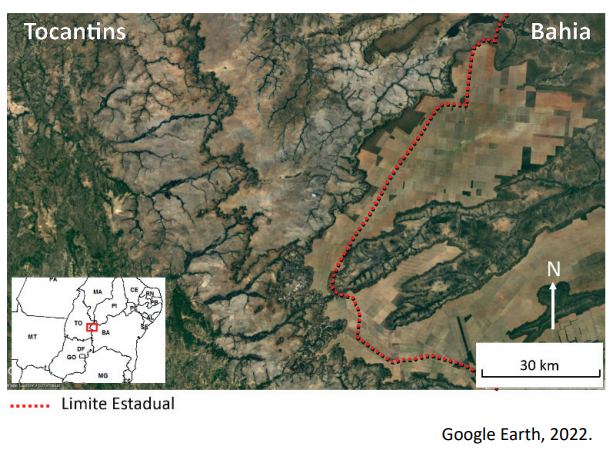 Tocantins
Bahia
PA
MA
CE
RN
PB
PI
PE
AL
SE
TO
BA
MT
DF
GO
MG
ES
N
30 km
Limite Estadual
Google Earth, 2022.